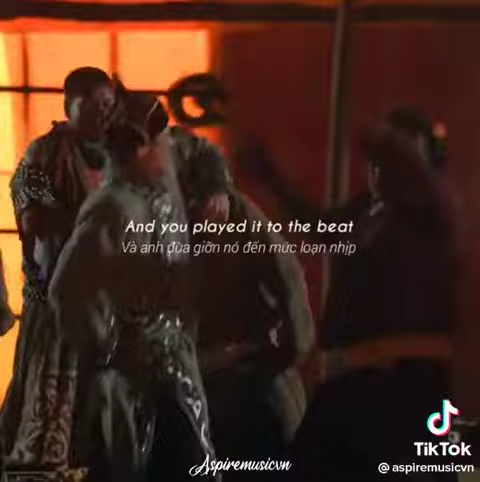 And you played it to the beat
Và anh đùa giỡn nó đến mức loạn nhịp
TikTok
Aspiremusicvn
@aspiremusicvn